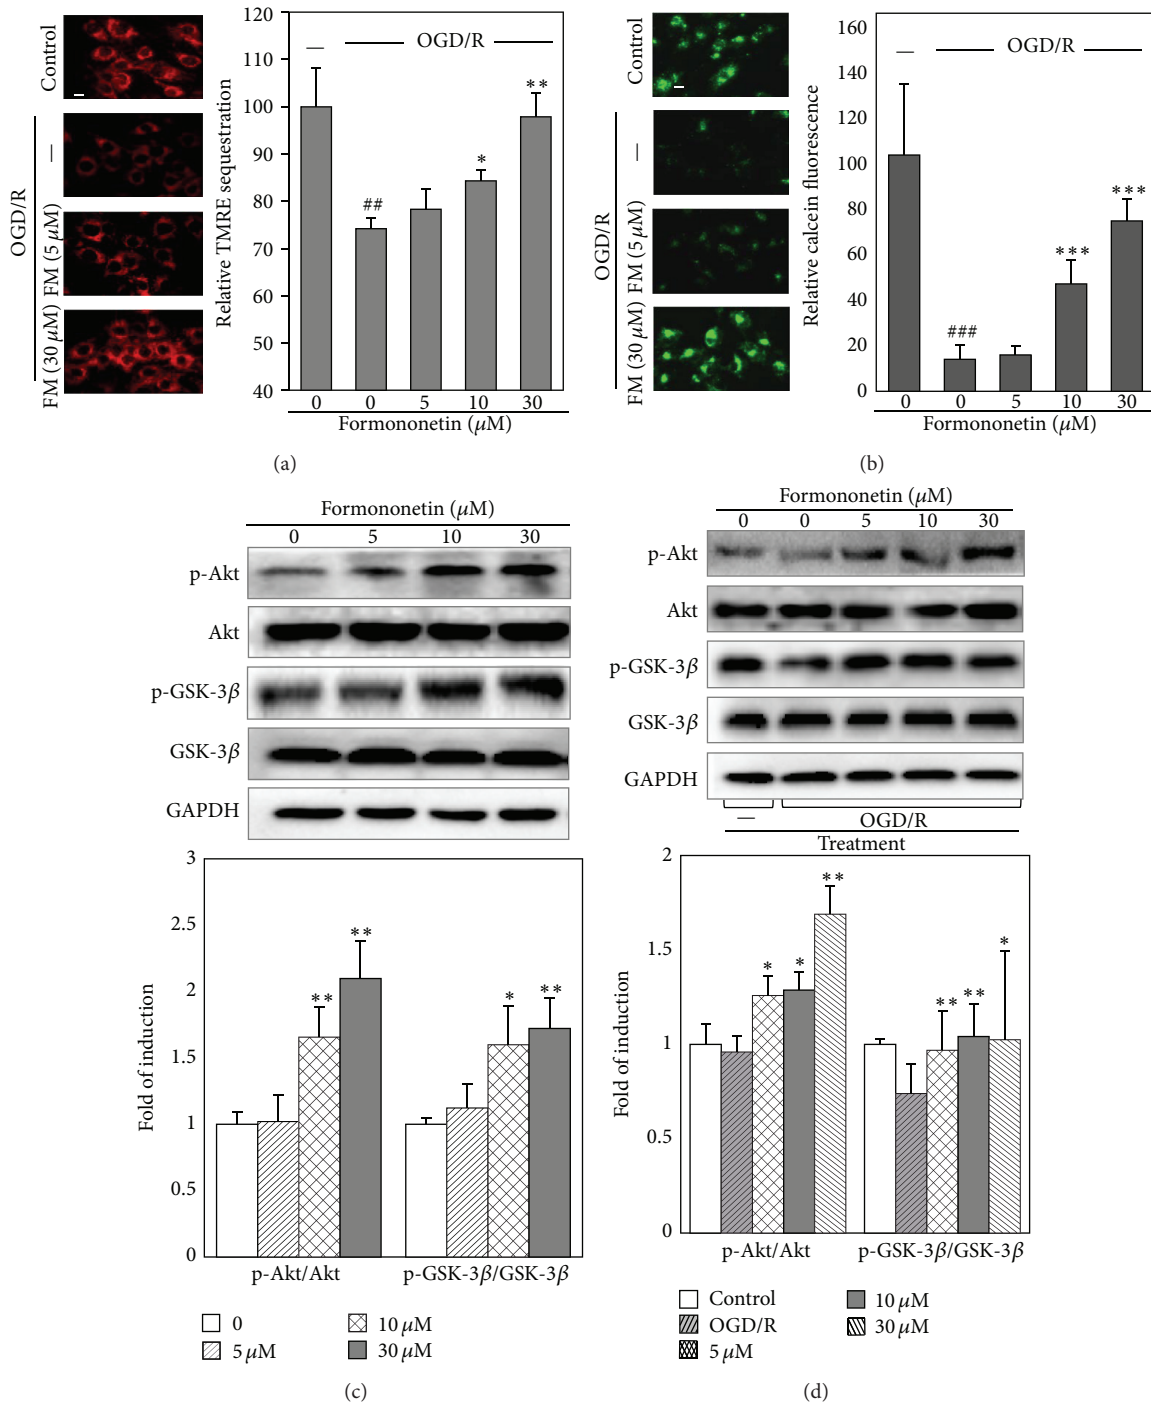 Control
OGD/R
—
FM (5 μM)
FM (30 μM)
Relative TMRE sequestration
120
110
100
90
80
70
60
50
40
—
OGD/R
##
*
**
0 0 5 10 30
Formononetin (μM)
(a)
Control
OGD/R
—
FM (5 μM)
FM (30 μM)
Relative calcein fluorescence
160
140
120
100
80
60
40
20
0
—
OGD/R
###
***
***
0 0 5 10 30
Formononetin (μM)
(b)
Formononetin (μM)
0 5 10 30
p-Akt
Akt
p-GSK-3β
GSK-3β
GAPDH
Fold of induction
3
2.5
2
1.5
1
0.5
0
**
**
*
**
p-Akt/Akt p-GSK-3β/GSK-3β
0 10 μM
5 μM 30 μM
(c)
Formononetin (μM)
0 0 5 10 30
p-Akt
Akt
p-GSK-3β
GSK-3β
GAPDH
— OGD/R
Treatment
Fold of induction
2
1.5
1
0.5
0
*
*
**
**
**
*
p-Akt/Akt p-GSK-3β/GSK-3β
Control 10 μM
OGD/R 30 μM
5 μM
(d)